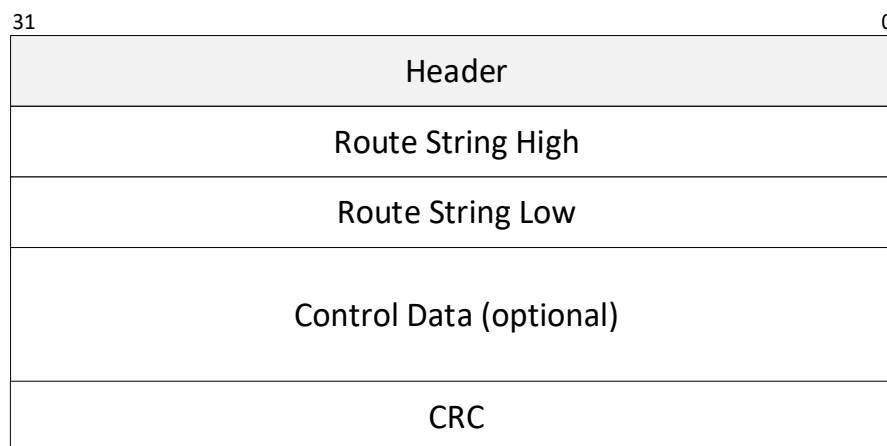 31 0
Header
Route String High
Route String Low
Control Data (optional)
CRC